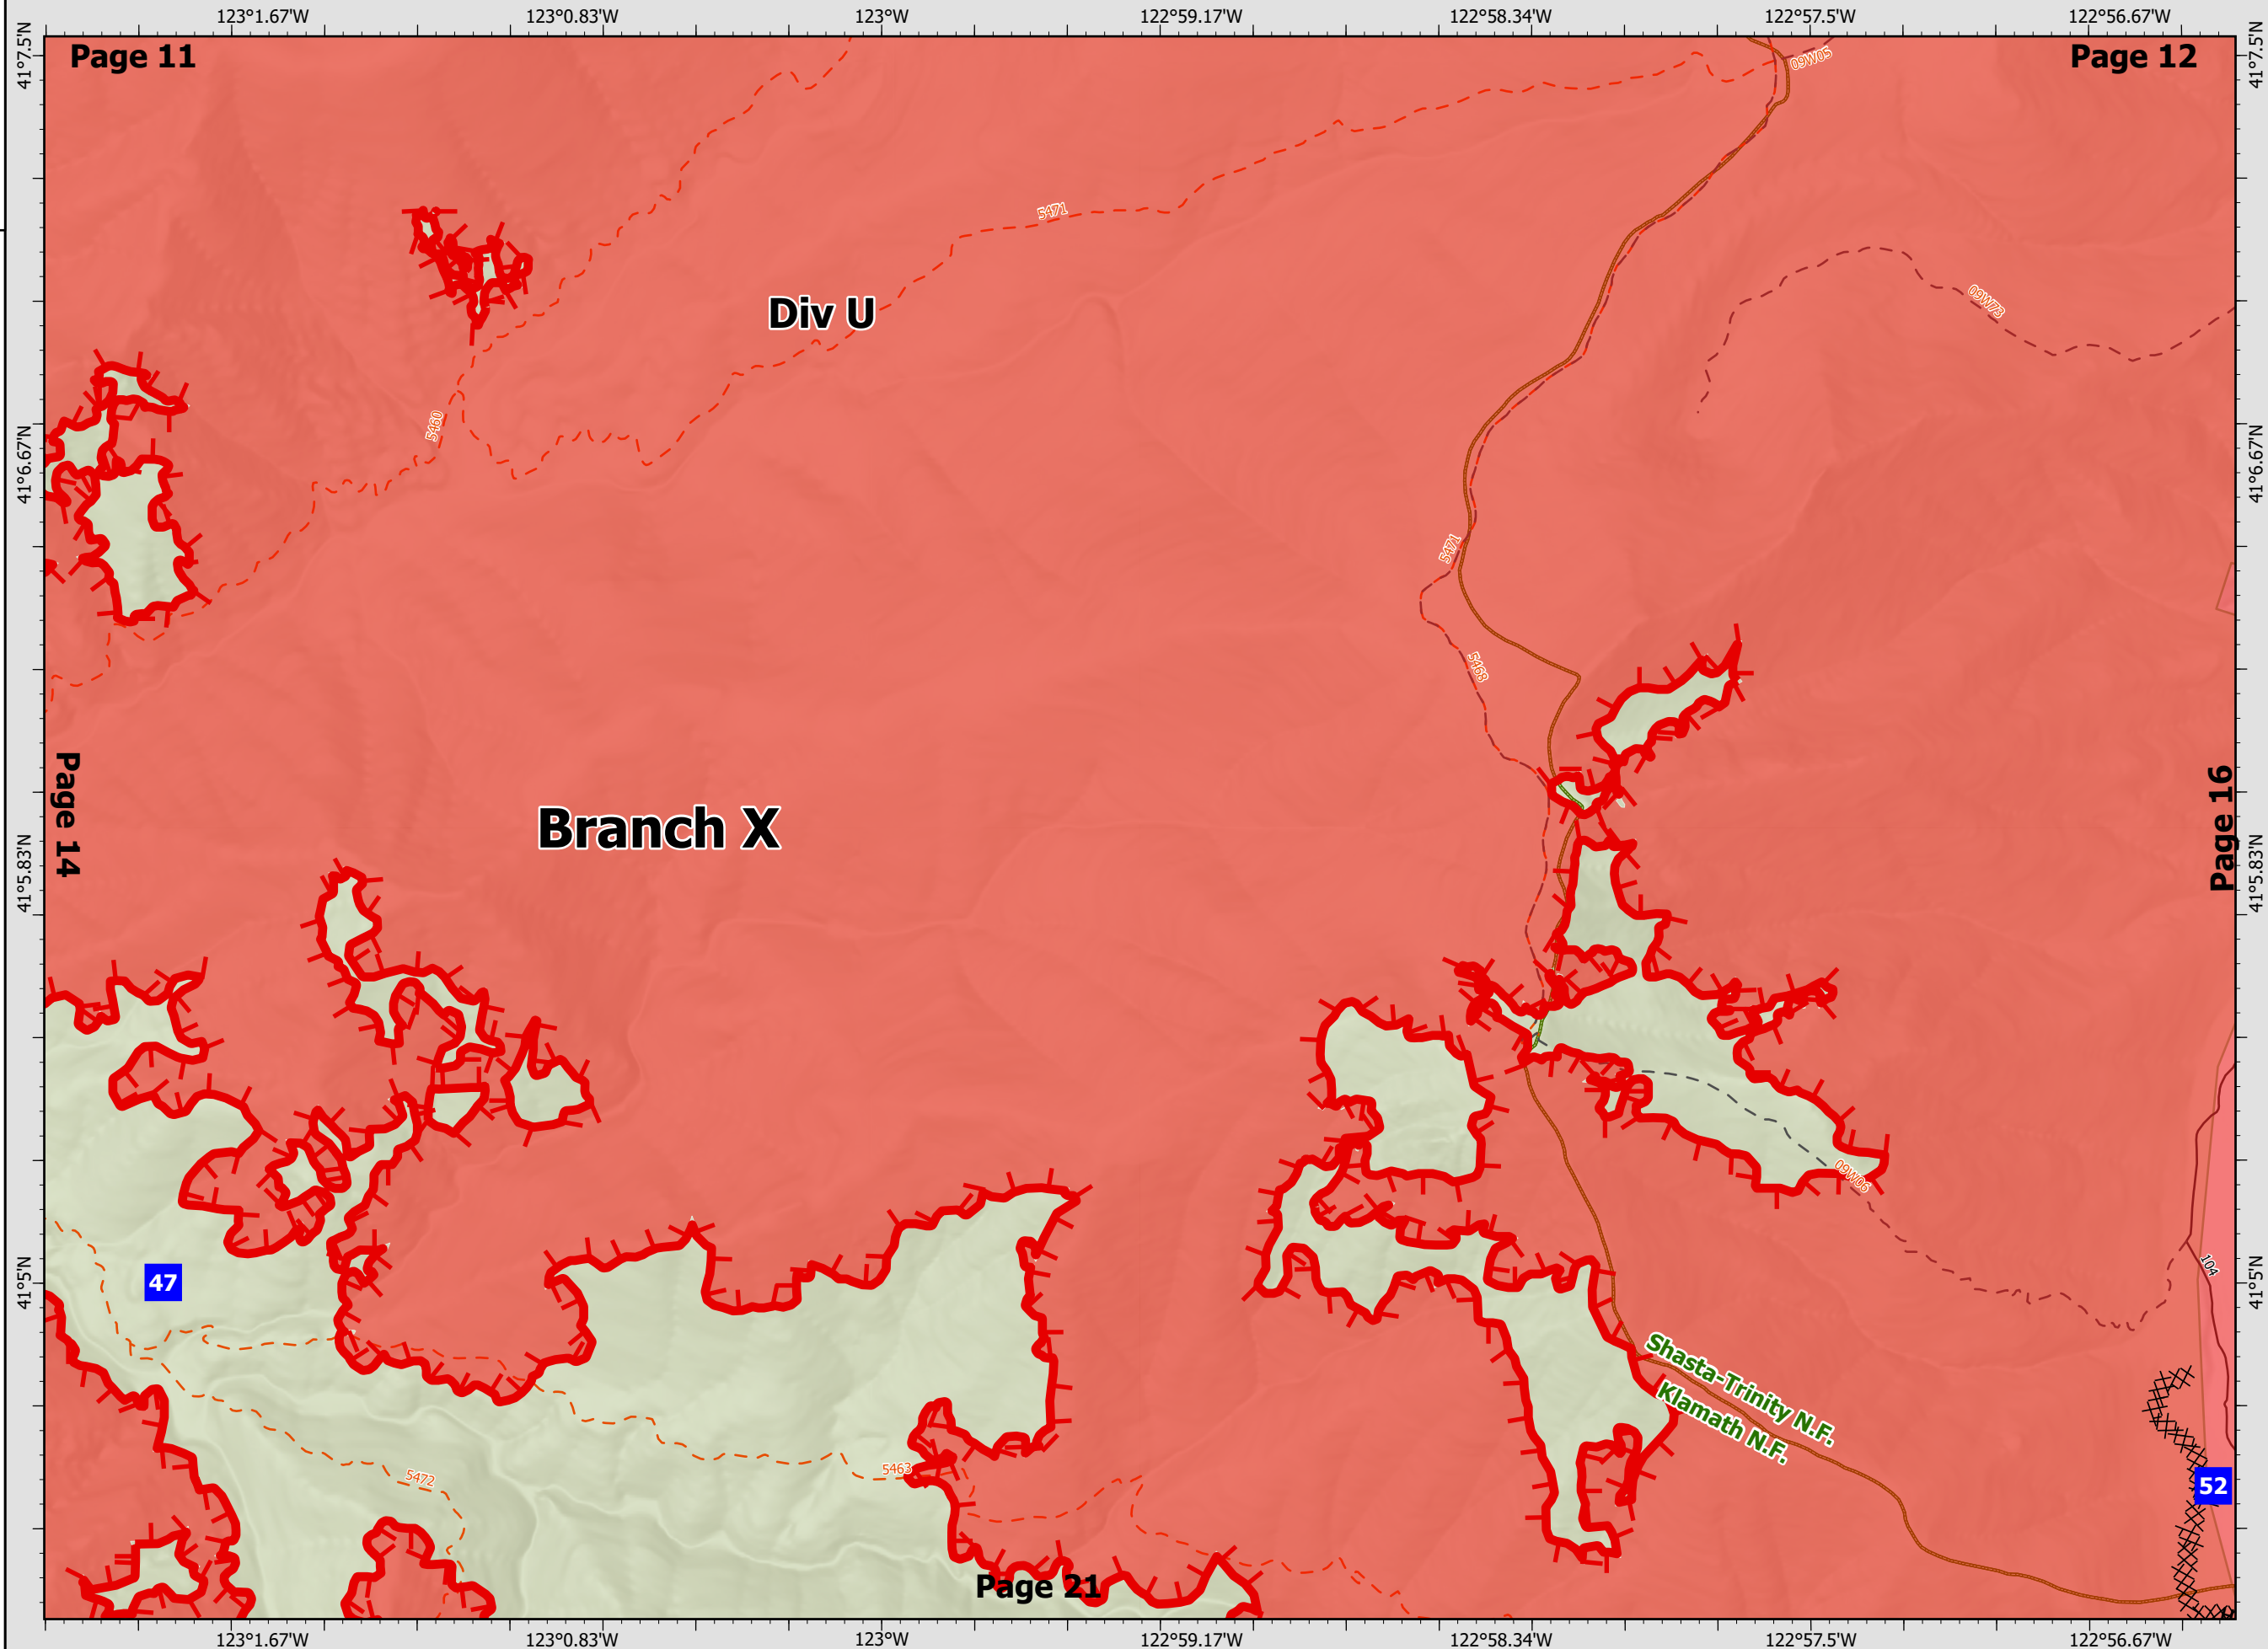 123°1.67'W 123°0.83'W 123°W 122°59.17'W 122°58.34'W 122°57.5'W 122°56.67'W
41°7.5'N
41°7.5'N
Page 11
Page 12
09W05
5471
Div U
09W73
5460
41°6.67'N
41°6.67'N
5471
5468
Page 14
Page 16
Branch X
41°5.83'N
41°5.83'N
09W06
47
41°5'N
41°5'N
104
Shasta-Trinity N.F.
Klamath N.F.
5472
5463
52
Page 21
123°1.67'W 123°0.83'W 123°W 122°59.17'W 122°58.34'W 122°57.5'W 122°56.67'W